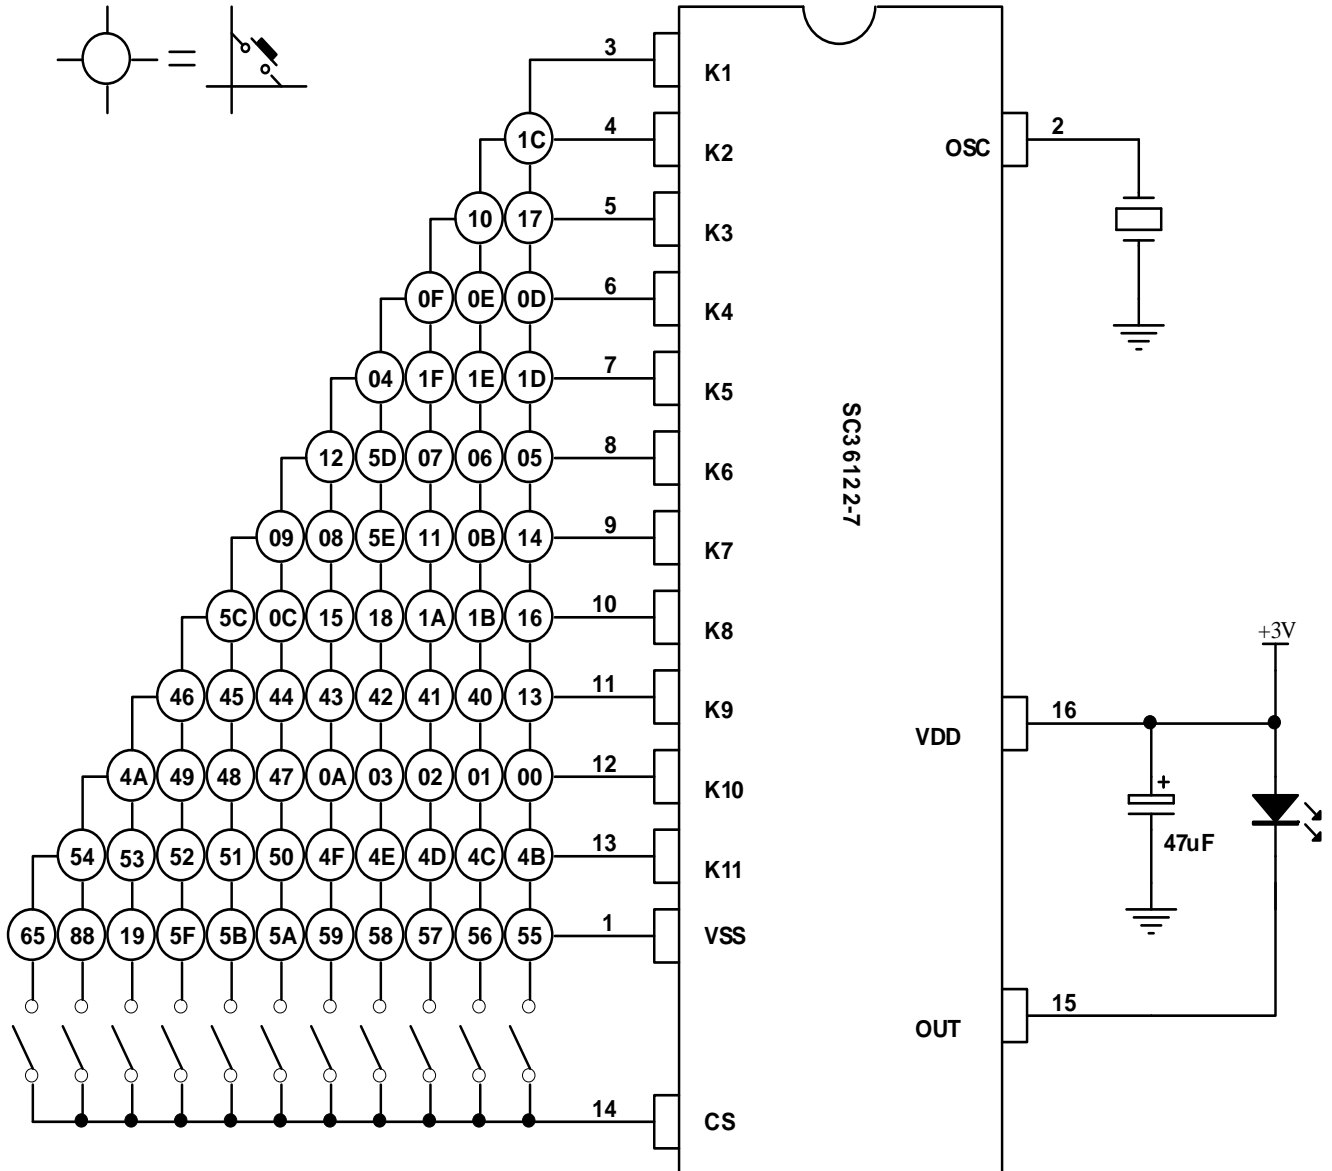 3 K1
1C 4 K2 OSC 2
10 17 5 K3
0F 0E 0D 6 K4
04 1F 1E 1D 7 K5
12 5D 07 06 05 8 K6
09 08 5E 11 0B 14 9 K7
5C 0C 15 18 1A 1B 16 10 K8
46 45 44 43 42 41 40 13 11 K9
4A 49 48 47 0A 03 02 01 00 12 K10
54 53 52 51 50 4F 4E 4D 4C 4B 13 K11
65 88 19 5F 5B 5A 59 58 57 56 55 1 VSS
14 CS
SC36122-7
+3V
VDD 16
+
47uF
OUT 15